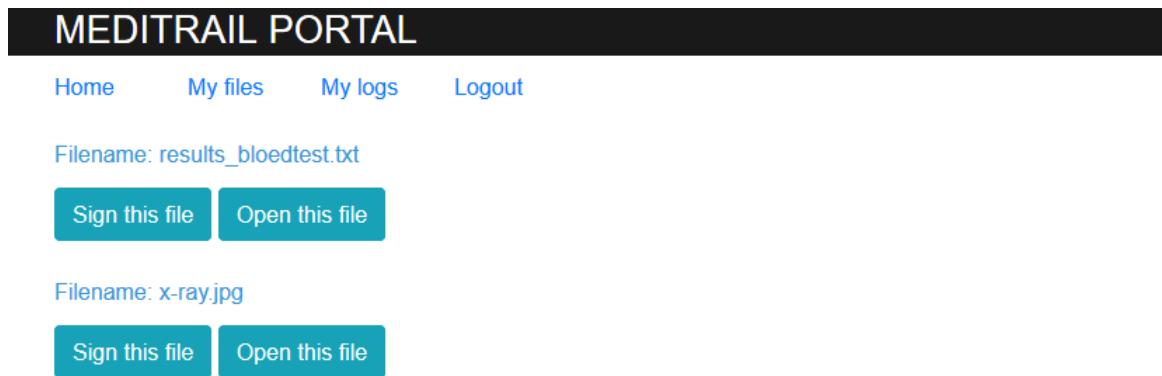 MEDITRAIL PORTAL
Home My files My logs Logout
Filename: results_bloedtest.txt
Sign this file Open this file
Filename: x-ray.jpg
Sign this file Open this file